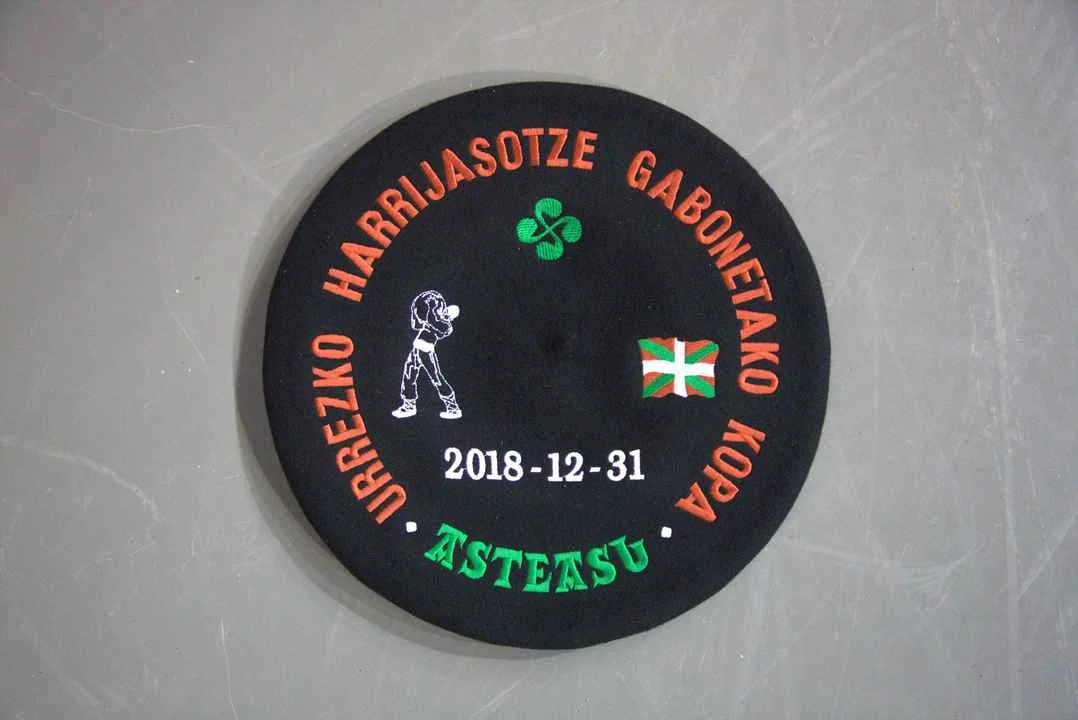 URREZKO HARRIJASOTZE GABONETAKO KOPA
2018-12-31
· ASTEASU ·